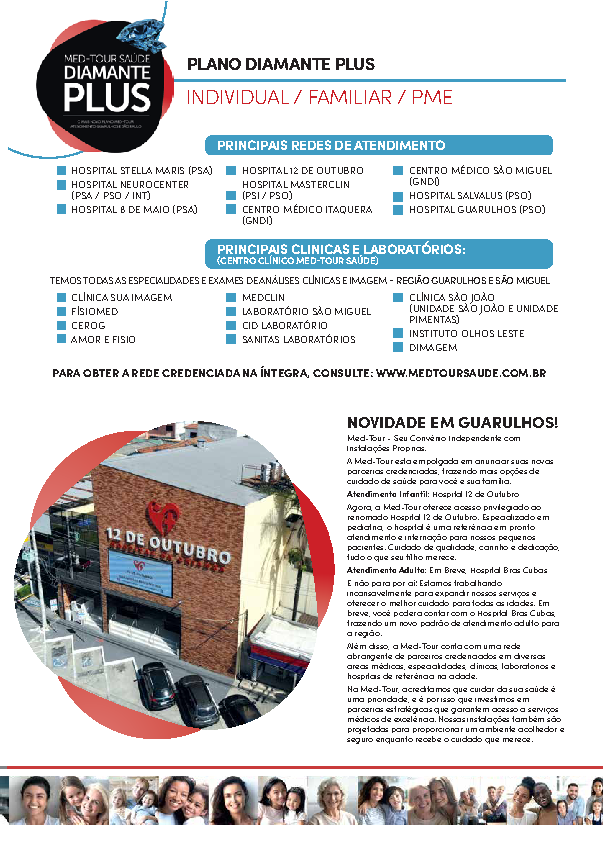 MED-TOUR SAÚDE
DIAMANTE
PLUS
PLANO DIAMANTE PLUS
INDIVIDUAL / FAMILIAR / PME
PRINCIPAIS REDES DE ATENDIMENTO
HOSPITAL STELLA MARIS (PSA)
HOSPITAL NEUROCENTER
(PSA / PSO / INT)
HOSPITAL 8 DE MAIO (PSA)
HOSPITAL 12 DE OUTUBRO
HOSPITAL MASTERCLIN
(PSI / PSO)
CENTRO MÉDICO ITAQUERA
(GNDI)
CENTRO MÉDICO SÃO MIGUEL
(GNDI)
HOSPITAL SALVALUS (PSO)
HOSPITAL GUARULHOS (PSO)
PRINCIPAIS CLINICAS E LABORATÓRIOS:
(CENTRO CLÍNICO MED-TOUR SAÚDE)
TEMOS TODAS AS ESPECIALIDADES E EXAMES DE ANÁLISES CLÍNICAS E IMAGEM - REGIÃO GUARULHOS E SÃO MIGUEL
CLÍNICA SUA IMAGEM
FÍSIOMED
CEROG
AMOR E FISIO
MEDCLIN
LABORATÓRIO SÃO MIGUEL
CID LABORATÓRIO
SANITAS LABORATÓRIOS
CLÍNICA SÃO JOÃO
(UNIDADE SÃO JOÃO E UNIDADE
PIMENTAS)
INSTITUTO OLHOS LESTE
DIMAGEM
PARA OBTER A REDE CREDENCIADA NA ÍNTEGRA, CONSULTE: WWW.MEDTOURSAUDE.COM.BR
12 DE OUTUBRO
NOVIDADE EM GUARULHOS!
Med-Tour - Seu Convênio Independente com
Instalações Próprias.
A Med-Tour está empolgada em anunciar suas novas
parcerias credenciadas, trazendo mais opções de
cuidado de saúde para você e sua família.
Atendimento Infantil: Hospital 12 de Outubro
Agora, a Med-Tour oferece acesso privilegiado ao
renomado Hospital 12 de Outubro. Especializado em
pediatria, o hospital é uma referência em pronto
atendimento e internação para nossos pequenos
pacientes. Cuidado de qualidade, carinho e dedicação,
tudo o que seu filho merece.
Atendimento Adulto: Em Breve, Hospital Bras Cubas
E não para por aí! Estamos trabalhando
incansavelmente para expandir nossos serviços e
oferecer o melhor cuidado para todas as idades. Em
breve, você poderá contar com o Hospital Bras Cubas,
trazendo um novo padrão de atendimento adulto para
a região.
Além disso, a Med-Tour conta com uma rede
abrangente de parceiros credenciados em diversas
áreas médicas, especialidades, clínicas, laboratórios e
hospitais de referência na cidade.
Na Med-Tour, acreditamos que cuidar da sua saúde é
uma prioridade, e é por isso que investimos em
parcerias estratégicas que garantem acesso a serviços
médicos de excelência. Nossas instalações também são
projetadas para proporcionar um ambiente acolhedor e
seguro enquanto recebe o cuidado que merece.